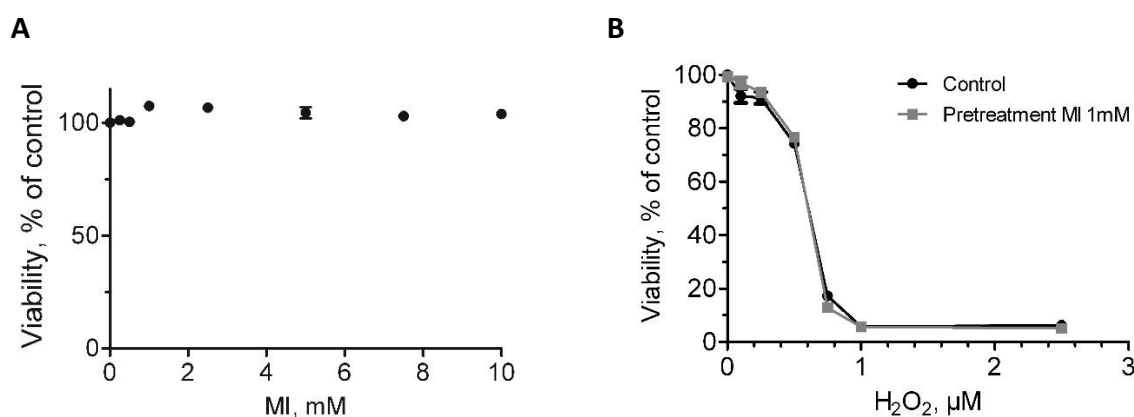 A
Viability, % of control
100
50
0
0 2 4 6 8 10
MI, mM
B
Viability, % of control
100
80
60
40
20
0
0 1 2 3
H₂O₂, µM
Control
Pretreatment MI 1mM